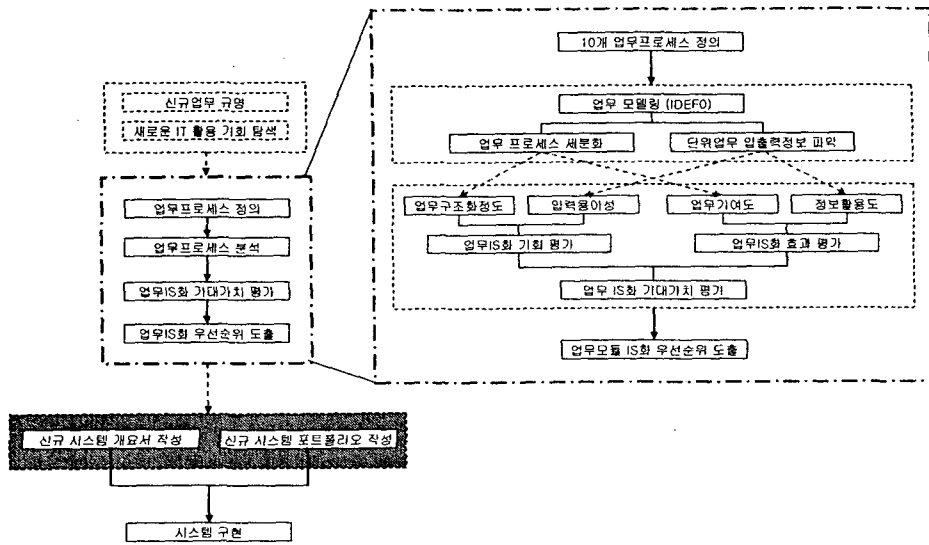 신규업무 규명
새로운 IT 활용 기회 탐색
업무프로세스 정의
업무프로세스 분석
업무IS화 기대가치 평가
업무IS화 우선순위 도출
신규 시스템 개요서 작성
신규 시스템 포트폴리오 작성
시스템 구현
10개 업무프로세스 정의
업무 모델링 (IDEF0)
업무 프로세스 세분화
단위업무 입출력정보 파악
업무구조화정도
입력용이성
업무기여도
정보활용도
업무IS화 기회 평가
업무IS화 효과 평가
업무 IS화 기대가치 평가
업무모듈 IS화 우선순위 도출